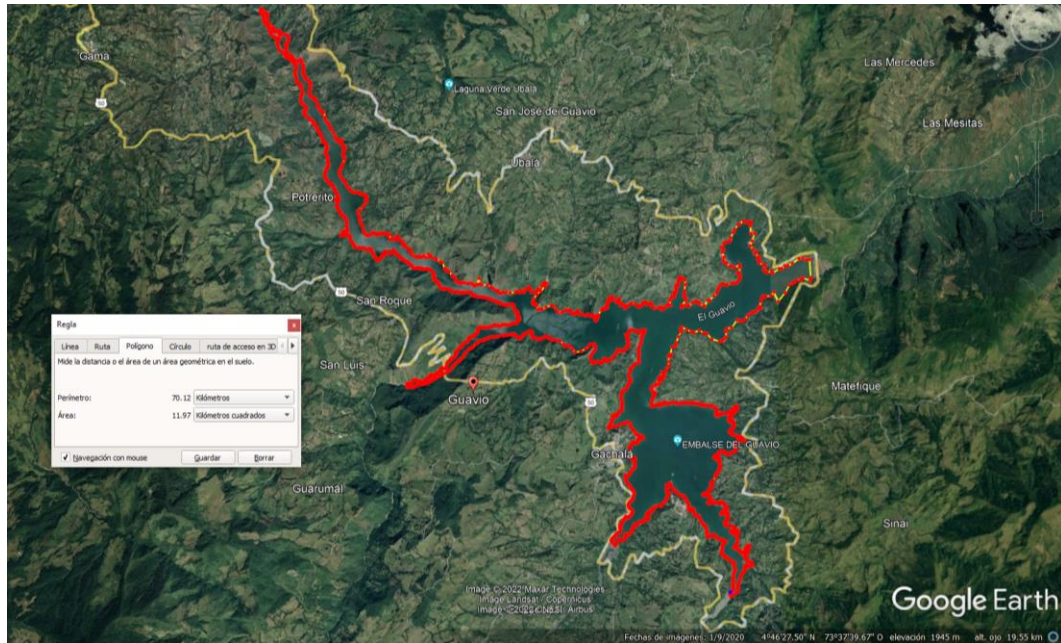 Gama
50
Laguna Verde Ubalá
San José de Guavio
Las Mercedes
Las Mesitas
Ubalá
Potrerito
San Roque
50
El Guavio
San Luis
Guavio
50
Matefique
EMBALSE DEL GUAVIO
Gachalá
Guarumal
Sinai
Regla
Línea Ruta Polígono Círculo ruta de acceso en 3D
Mide la distancia o el área de un área geométrica en el suelo.
Perímetro: 70.12 Kilómetros
Área: 11.97 Kilómetros cuadrados
Navegación con mouse Guardar Borrar
Image © 2022 Maxar Technologies
Image Landsat / Copernicus
Image © 2022 CNES / Airbus
Google Earth
Fechas de imágenes: 1/9/2020 4°46'27.50" N 73°37'39.67" O elevación 1945 m alt. ojo 19.55 km